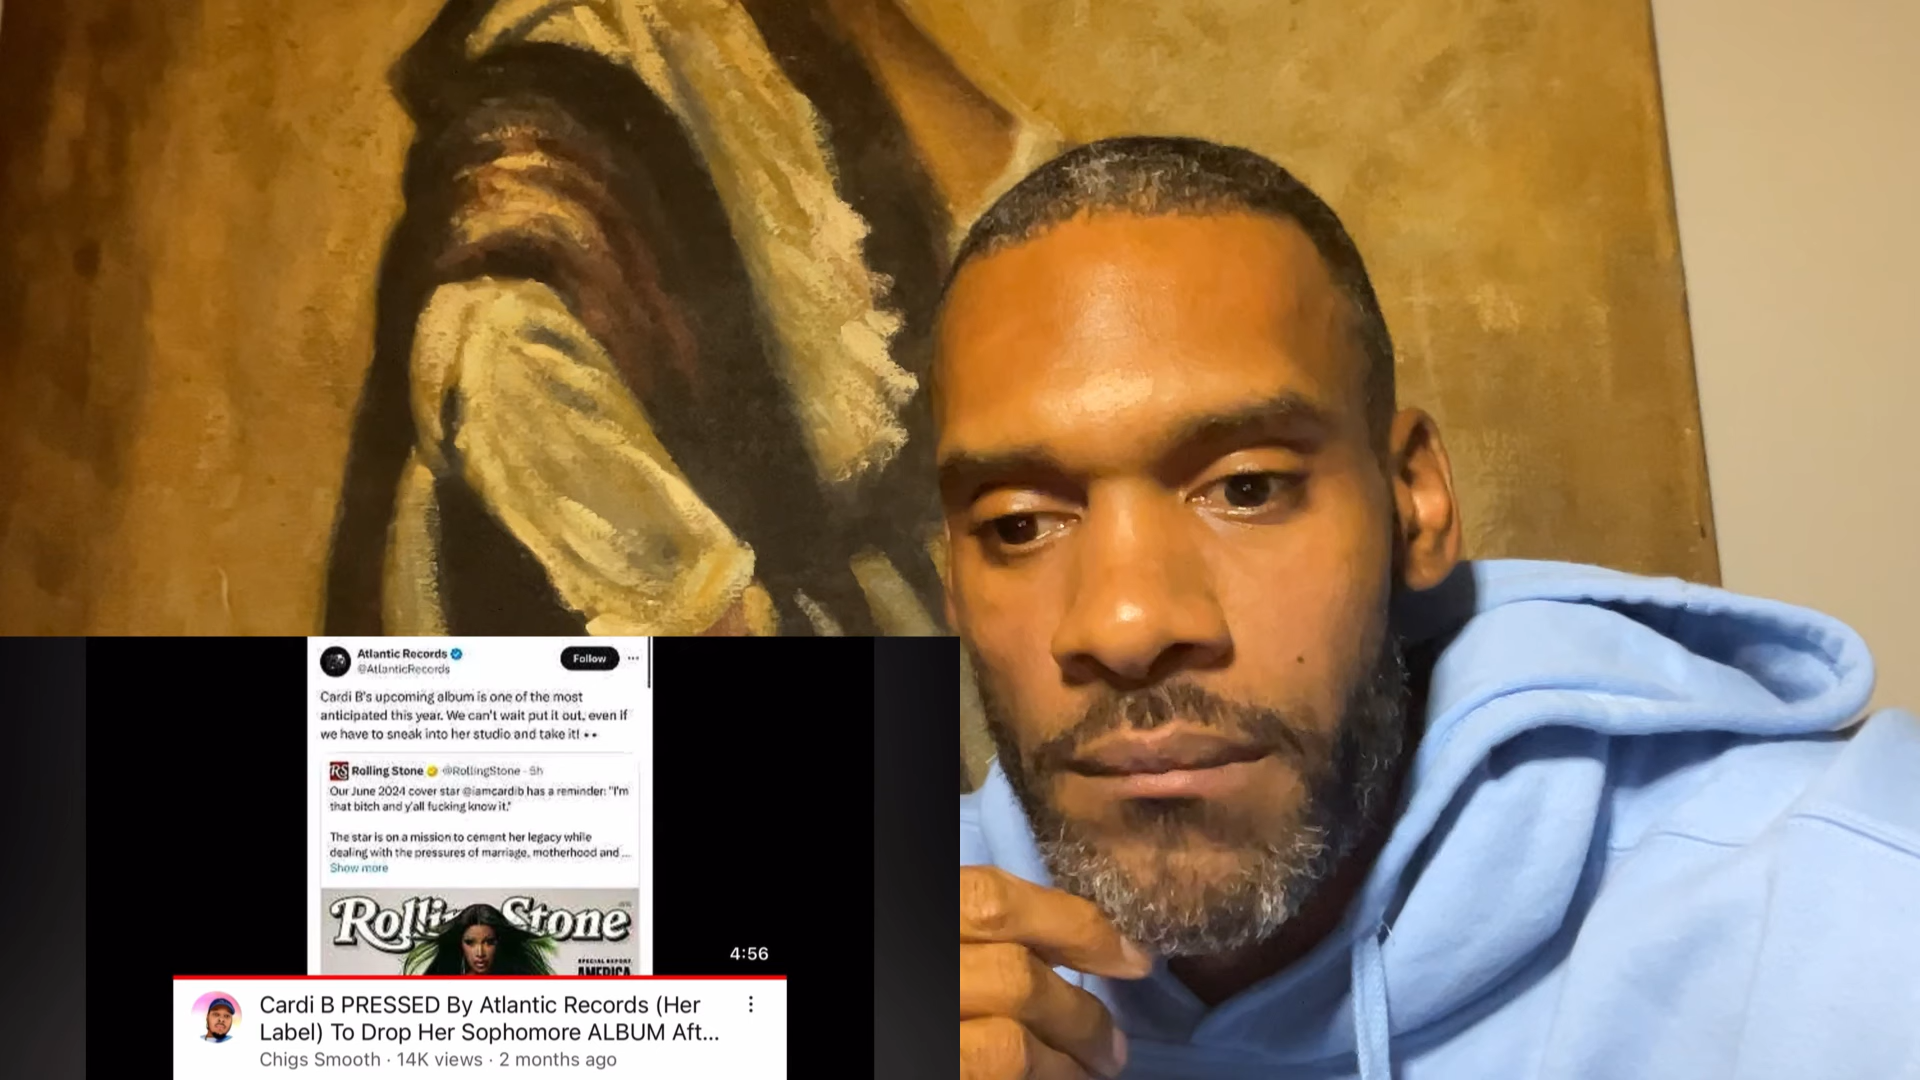 Atlantic Records
@AtlanticRecords
Follow
Cardi B's upcoming album is one of the most
anticipated this year. We can't wait put it out, even if
we have to sneak into her studio and take it! 👀
RS Rolling Stone @RollingStone · 5h
Our June 2024 cover star @iamcardib has a reminder: "I'm
that bitch and y'all fucking know it."
The star is on a mission to cement her legacy while
dealing with the pressures of marriage, motherhood and ...
Show more
Rolling Stone
SPECIAL REPORT
AMERICA
4:56
Cardi B PRESSED By Atlantic Records (Her
Label) To Drop Her Sophomore ALBUM Aft...
Chigs Smooth · 14K views · 2 months ago